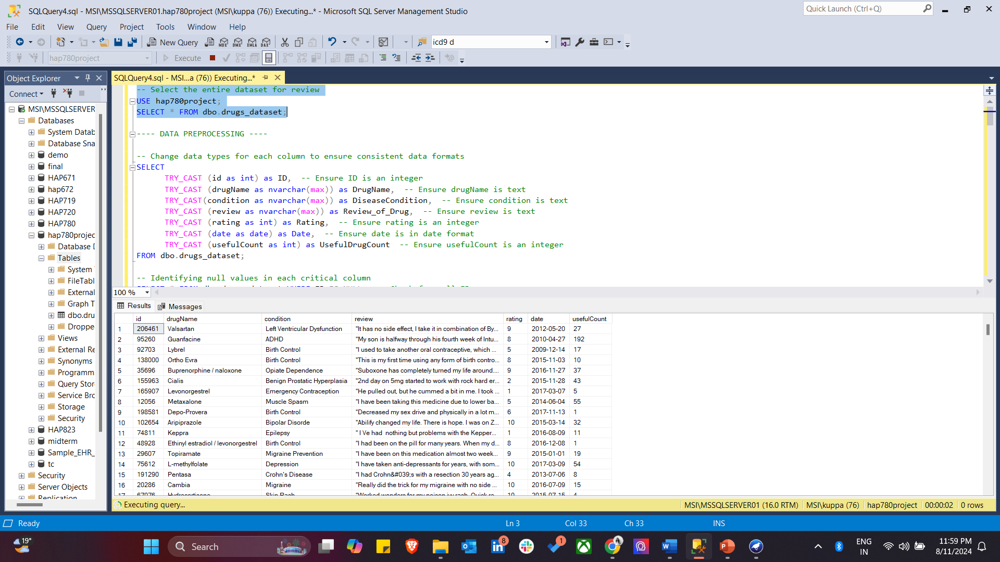 SQLQuery4.sql - MSI\MSSQLSERVER01.hap780project (MSI\kuppa (76)) Executing...* - Microsoft SQL Server Management Studio
Quick Launch (Ctrl+Q)
File Edit View Query Project Tools Window Help
New Query MDX DMX XMLA DAX icd9 d
hap780project Execute
Object Explorer
SQLQuery4.sql - MSI...a (76)) Executing...*
Connect
MSI\MSSQLSERVER
Databases
System Datab
Database Sna
demo
final
HAP671
hap672
HAP719
HAP720
HAP780
hap780projec
Database D
Tables
System
FileTabl
External
Graph T
dbo.dru
Droppe
Views
External Re
Synonyms
Programm
Query Stor
Service Brc
Storage
Security
HAP823
midterm
Sample_EHR_
tc
Security
Server Objects
Replication
-- Select the entire dataset for review
USE hap780project;
SELECT * FROM dbo.drugs_dataset;
---- DATA PREPROCESSING ----
-- Change data types for each column to ensure consistent data formats
SELECT
TRY_CAST (id as int) as ID, -- Ensure ID is an integer
TRY_CAST (drugName as nvarchar(max)) as DrugName, -- Ensure drugName is text
TRY_CAST(condition as nvarchar(max)) as DiseaseCondition, -- Ensure condition is text
TRY_CAST (review as nvarchar(max)) as Review_of_Drug, -- Ensure review is text
TRY_CAST (rating as int) as Rating, -- Ensure rating is an integer
TRY_CAST (date as date) as Date, -- Ensure date is in date format
TRY_CAST (usefulCount as int) as UsefulDrugCount -- Ensure usefulCount is an integer
FROM dbo.drugs_dataset;
-- Identifying null values in each critical column
100 %
Results Messages
id drugName condition review rating date usefulCount
1 206461 Valsartan Left Ventricular Dysfunction "It has no side effect, I take it in combination of By... 9 2012-05-20 27
2 95260 Guanfacine ADHD "My son is halfway through his fourth week of Intu... 8 2010-04-27 192
3 92703 Lybrel Birth Control "I used to take another oral contraceptive, which ... 5 2009-12-14 17
4 138000 Ortho Evra Birth Control "This is my first time using any form of birth contro... 8 2015-11-03 10
5 35696 Buprenorphine / naloxone Opiate Dependence "Suboxone has completely turned my life around.... 9 2016-11-27 37
6 155963 Cialis Benign Prostatic Hyperplasia "2nd day on 5mg started to work with rock hard er... 2 2015-11-28 43
7 165907 Levonorgestrel Emergency Contraception "He pulled out, but he cummed a bit in me. I took ... 1 2017-03-07 5
8 12056 Metaxalone Muscle Spasm "I have been taking this medicine due to lower ba... 5 2014-06-04 55
9 198581 Depo-Provera Birth Control "Decreased my sex drive and physically in a lot m... 6 2017-11-13 1
10 102654 Aripiprazole Bipolar Disorde "Abilify changed my life. There is hope. I was on Z... 10 2015-03-14 32
11 74811 Keppra Epilepsy " I Ve had  nothing but problems with the Kepper... 1 2016-08-09 11
12 48928 Ethinyl estradiol / levonorgestrel Birth Control "I had been on the pill for many years. When my d... 8 2016-12-08 1
13 29607 Topiramate Migraine Prevention "I have been on this medication almost two week... 9 2015-01-01 19
14 75612 L-methylfolate Depression "I have taken anti-depressants for years, with som... 10 2017-03-09 54
15 191290 Pentasa Crohn's Disease "I had Crohn&#039;s with a resection 30 years ag... 4 2013-07-06 8
16 20286 Cambia Migraine "Really did the trick for my migraine with no side ... 10 2016-07-09 15
17 67076 Hydrocortisone Skin Rash "Worked wonders for my poison ivy rash. Quick re... 10 2015-07-15 4
Executing query... MSI\MSSQLSERVER01 (16.0 RTM) MSI\kuppa (76) hap780project 00:00:02 0 rows
Ready Ln 3 Col 33 Ch 33 INS
19° Search 8 1 ENG IN 11:59 PM 8/11/2024